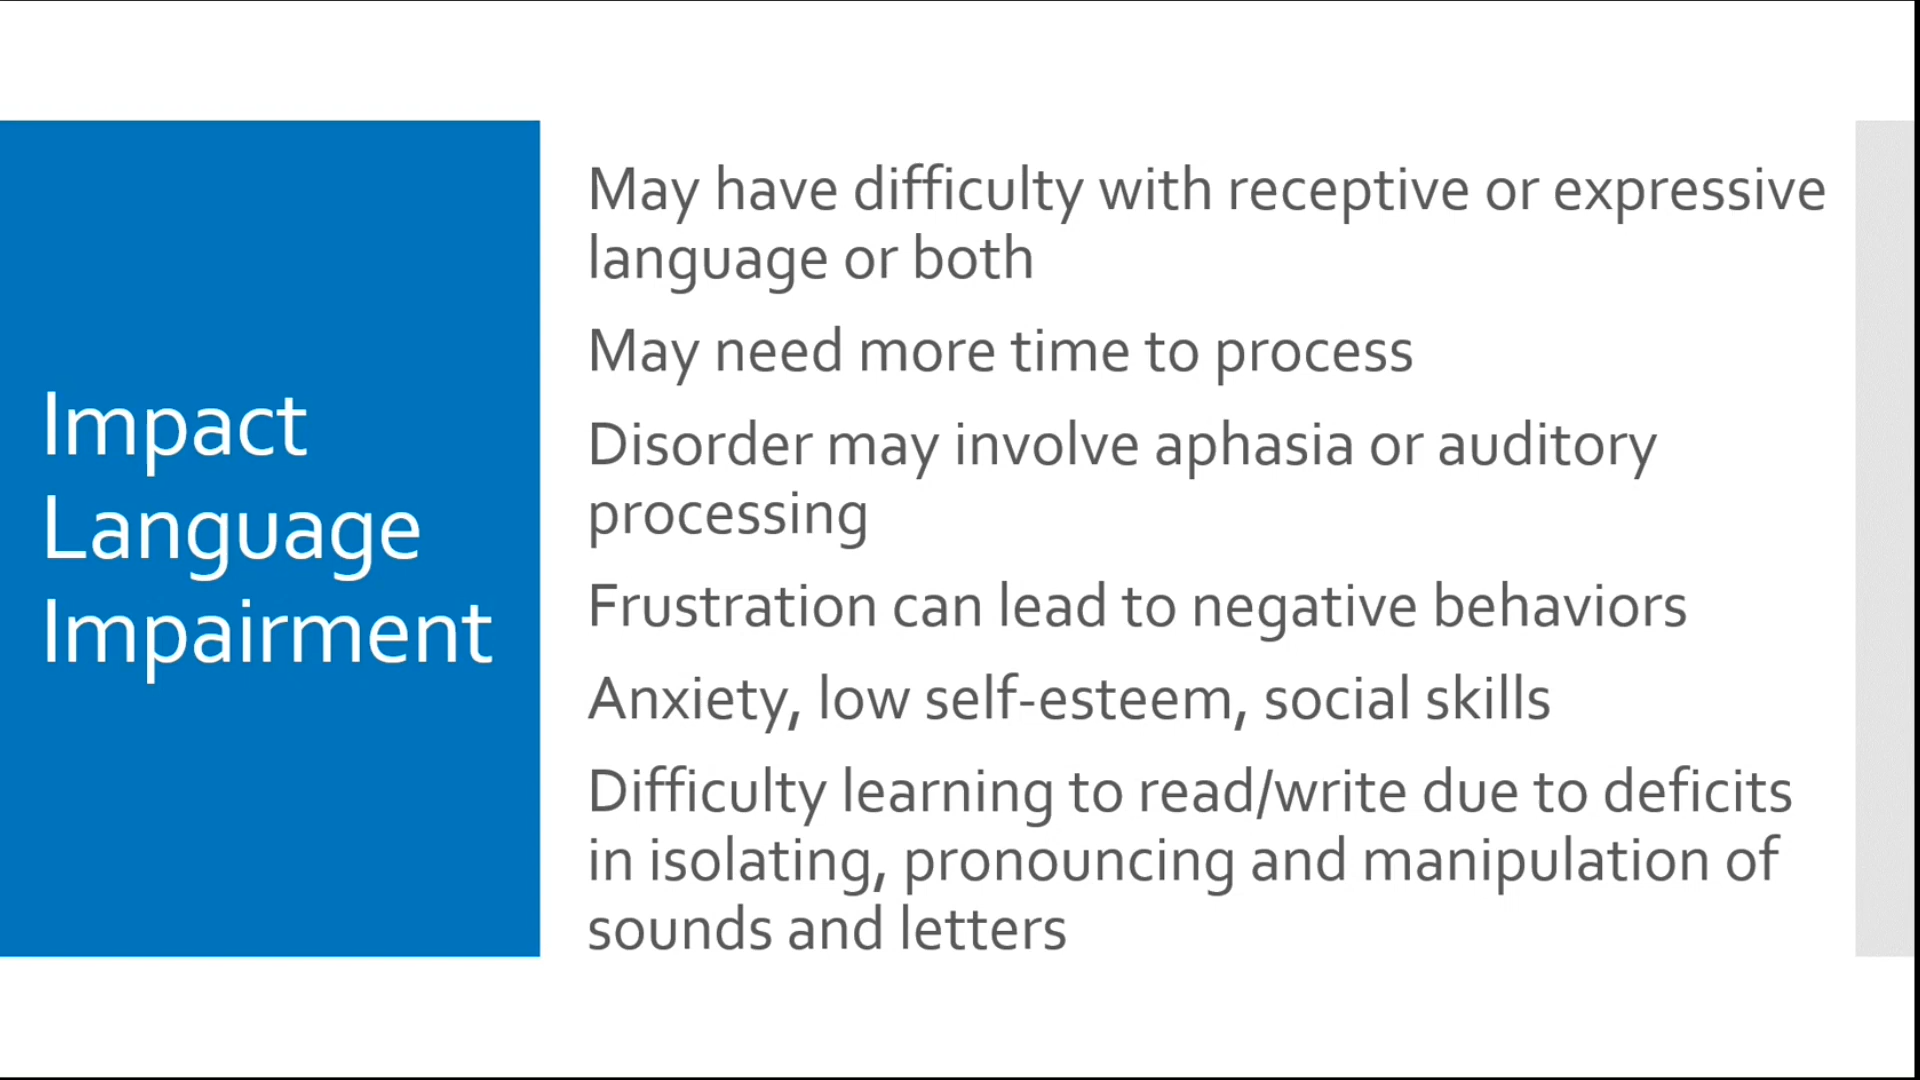 Impact
Language
Impairment
May have difficulty with receptive or expressive
language or both
May need more time to process
Disorder may involve aphasia or auditory
processing
Frustration can lead to negative behaviors
Anxiety, low self-esteem, social skills
Difficulty learning to read/write due to deficits
in isolating, pronouncing and manipulation of
sounds and letters